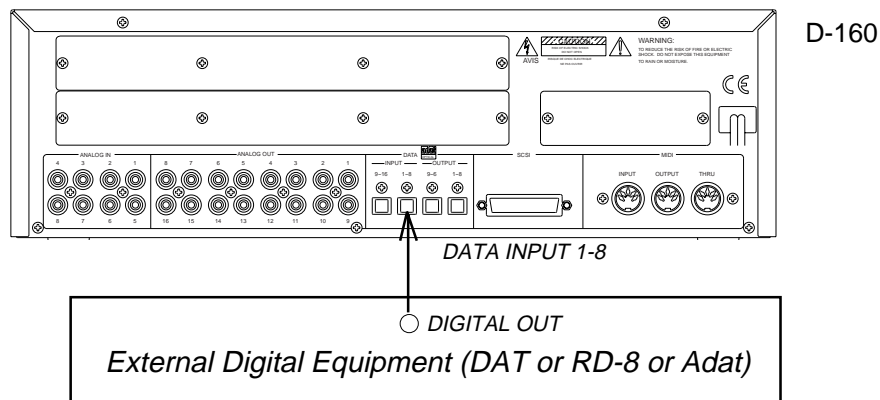 D-160
CAUTION
AVIS
WARNING:
TO REDUCE THE RISK OF FIRE OR ELECTRIC
SHOCK. DO NOT EXPOSE THIS EQUIPMENT
TO RAIN OR MOISTURE.
CE
ANALOG IN
ANALOG OUT
DATA
SCSI
MIDI
INPUT OUTPUT
4 3 2 1
8 7 6 5 4 3 2 1
9~16 1~8 9~6 1~8
INPUT OUTPUT THRU
8 7 6 5
16 15 14 13 12 11 10 9
DATA INPUT 1-8
DIGITAL OUT
External Digital Equipment (DAT or RD-8 or Adat)